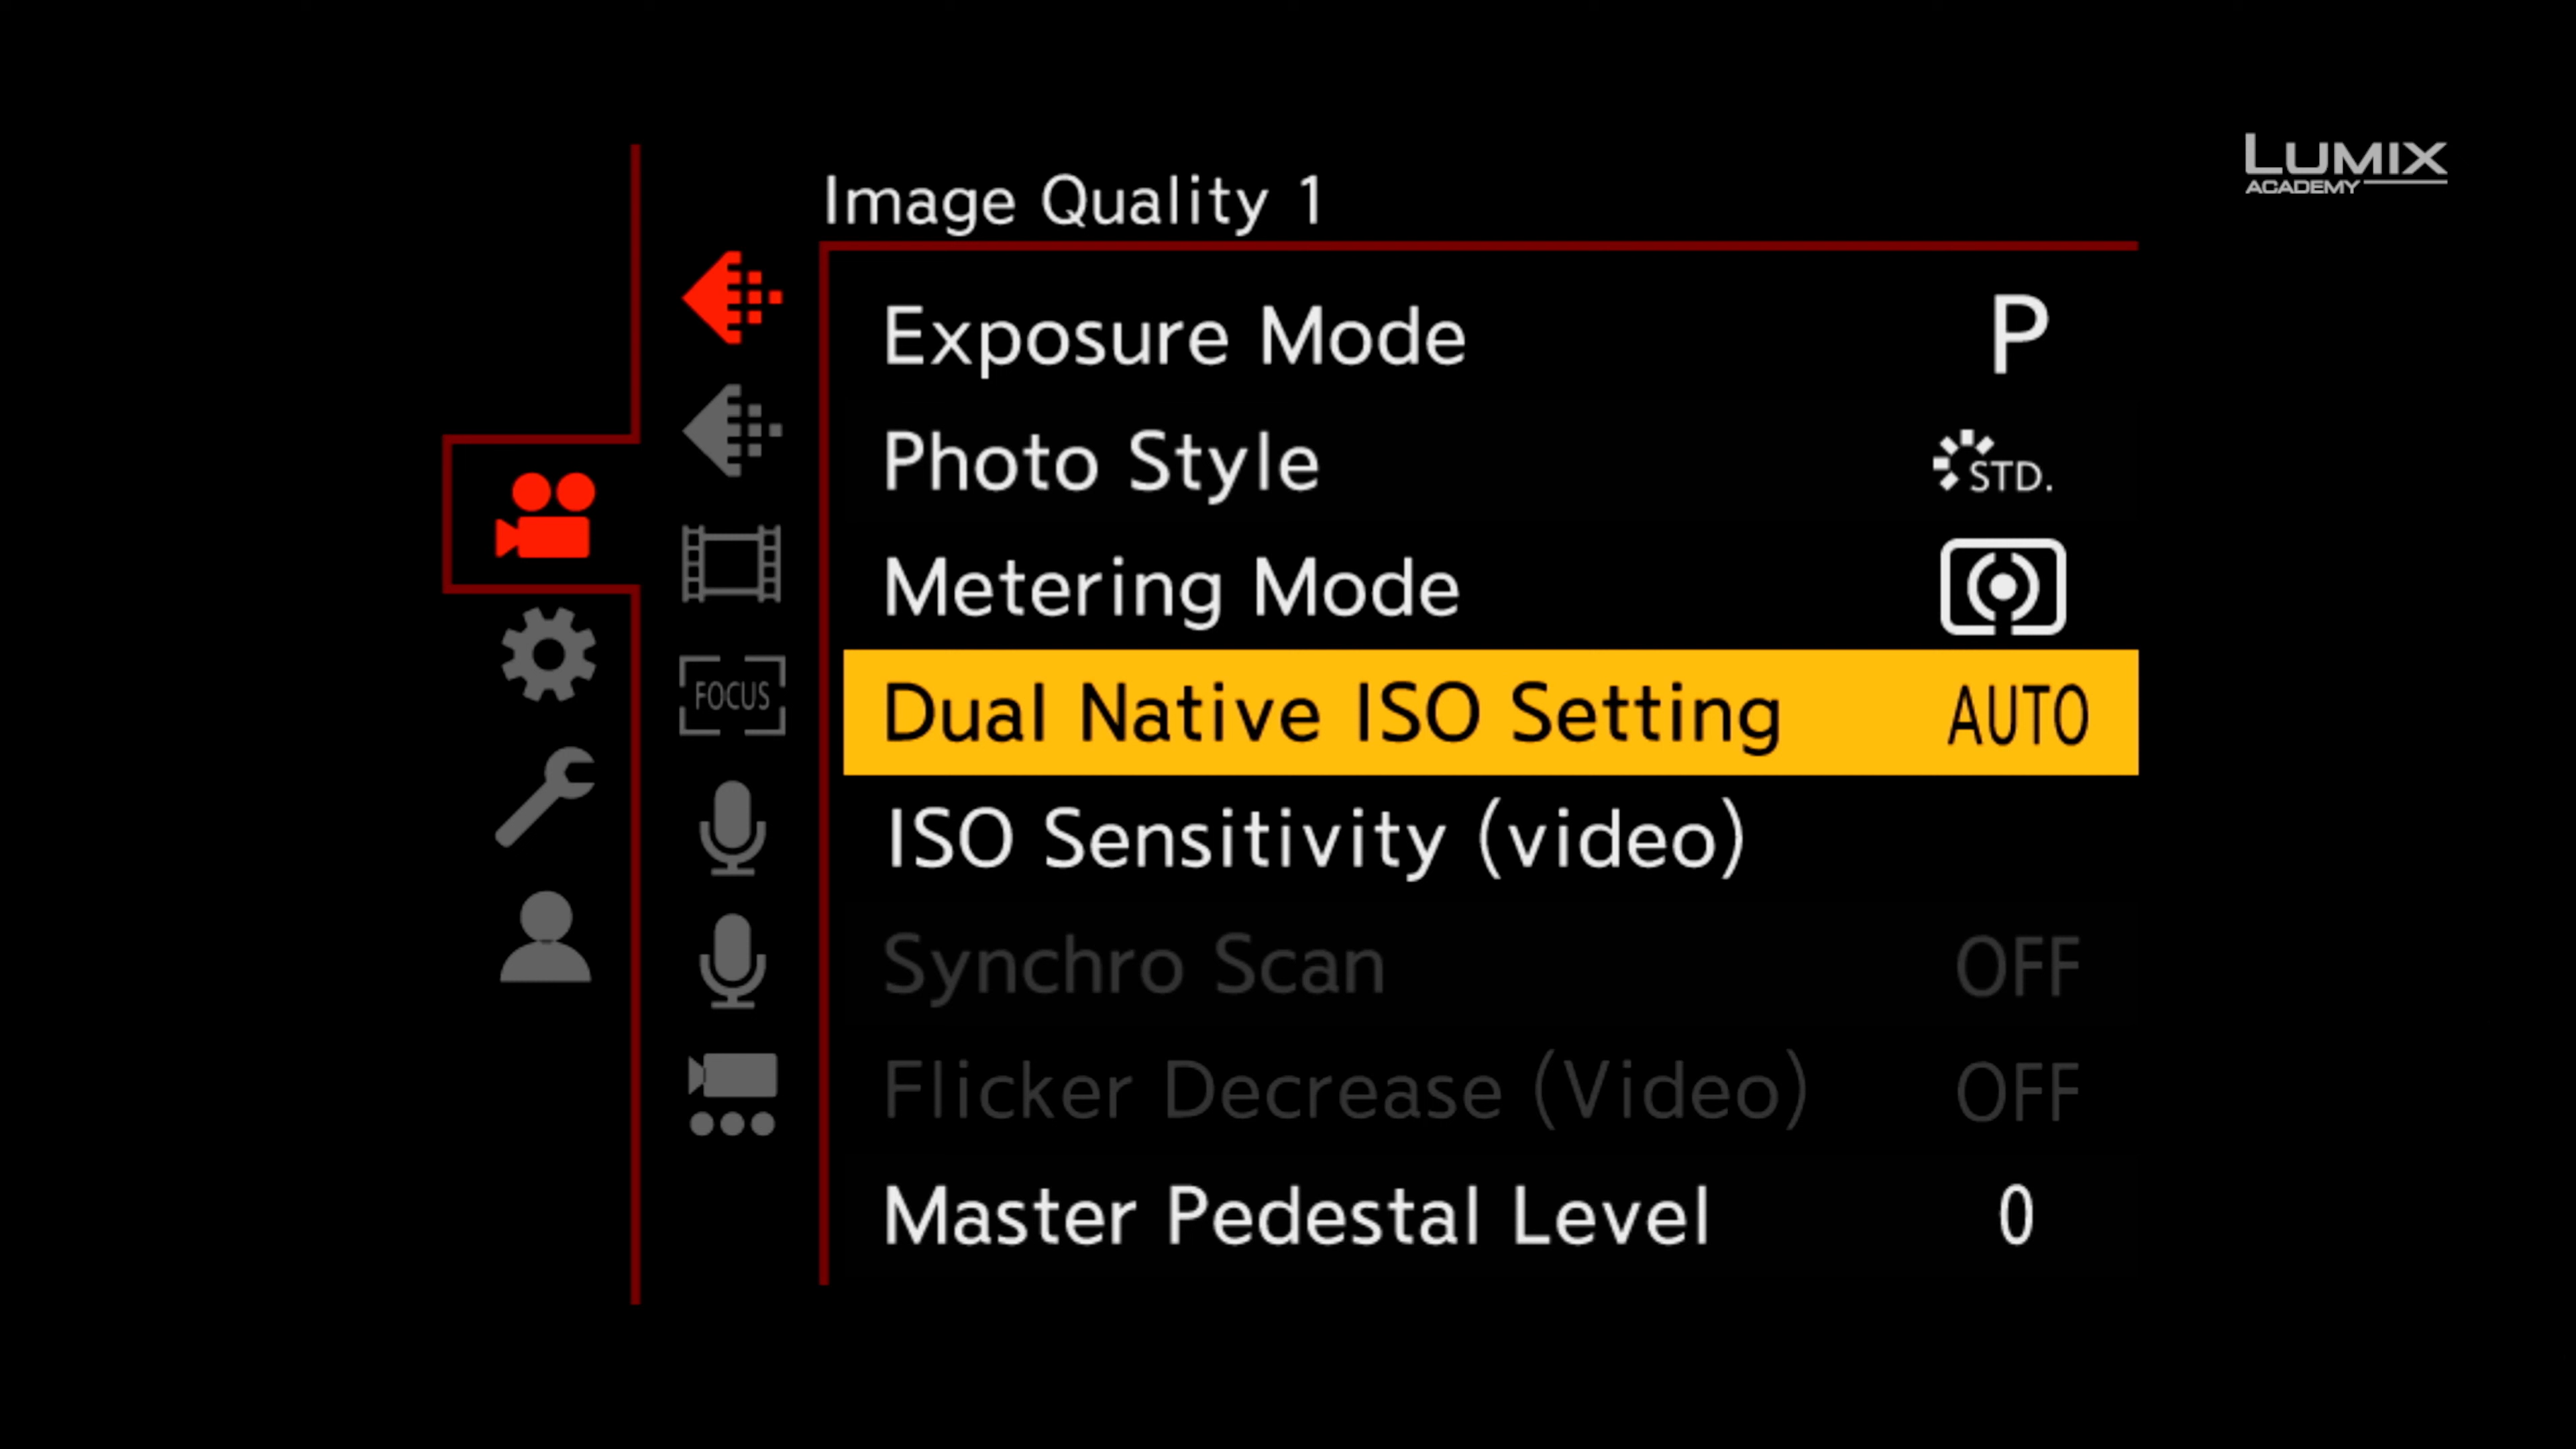 LUMIX
ACADEMY
Image Quality 1
Exposure Mode P
Photo Style STD.
Metering Mode
Dual Native ISO Setting AUTO
FOCUS
ISO Sensitivity (video)
Synchro Scan OFF
Flicker Decrease (Video) OFF
Master Pedestal Level 0